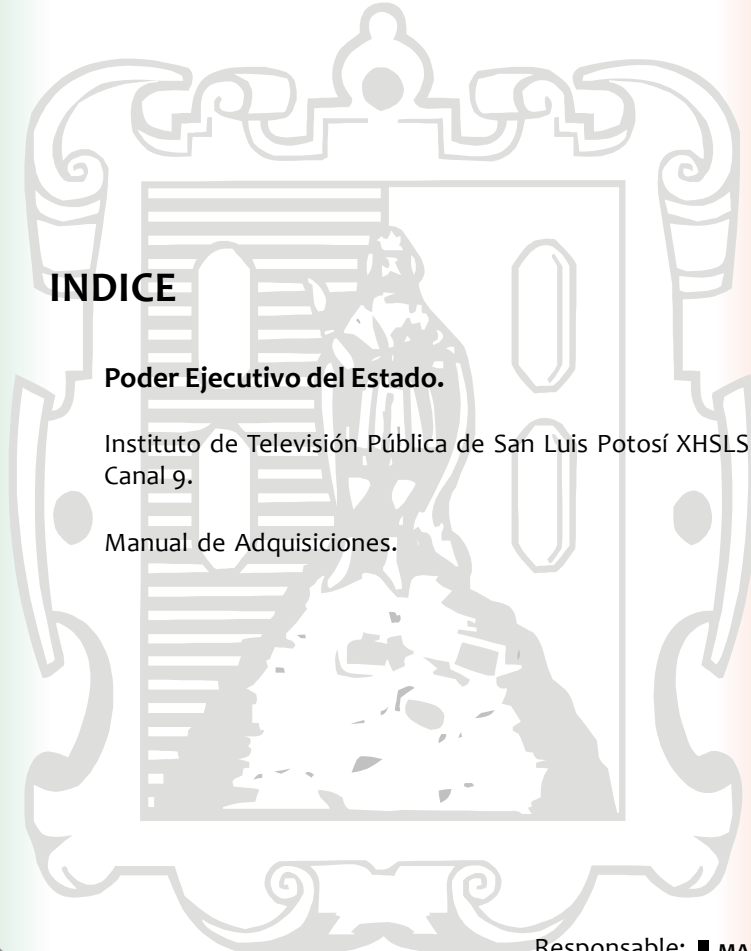 INDICE
Poder Ejecutivo del Estado.
Instituto de Televisión Pública de San Luis Potosí XHSLS
Canal 9.
Manual de Adquisiciones.
Responsable: